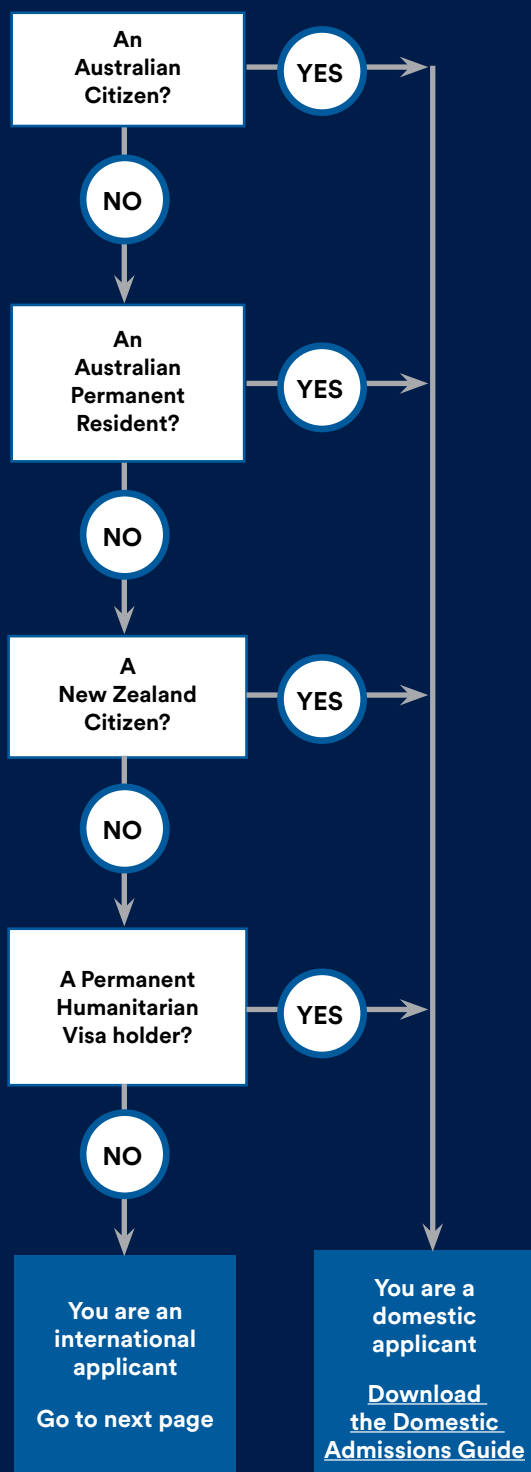 An
Australian
Citizen?
YES
NO
An
Australian
Permanent
Resident?
YES
NO
A
New Zealand
Citizen?
YES
NO
A Permanent
Humanitarian
Visa holder?
YES
NO
You are an
international
applicant
Go to next page
You are a
domestic
applicant
Download
the Domestic
Admissions Guide